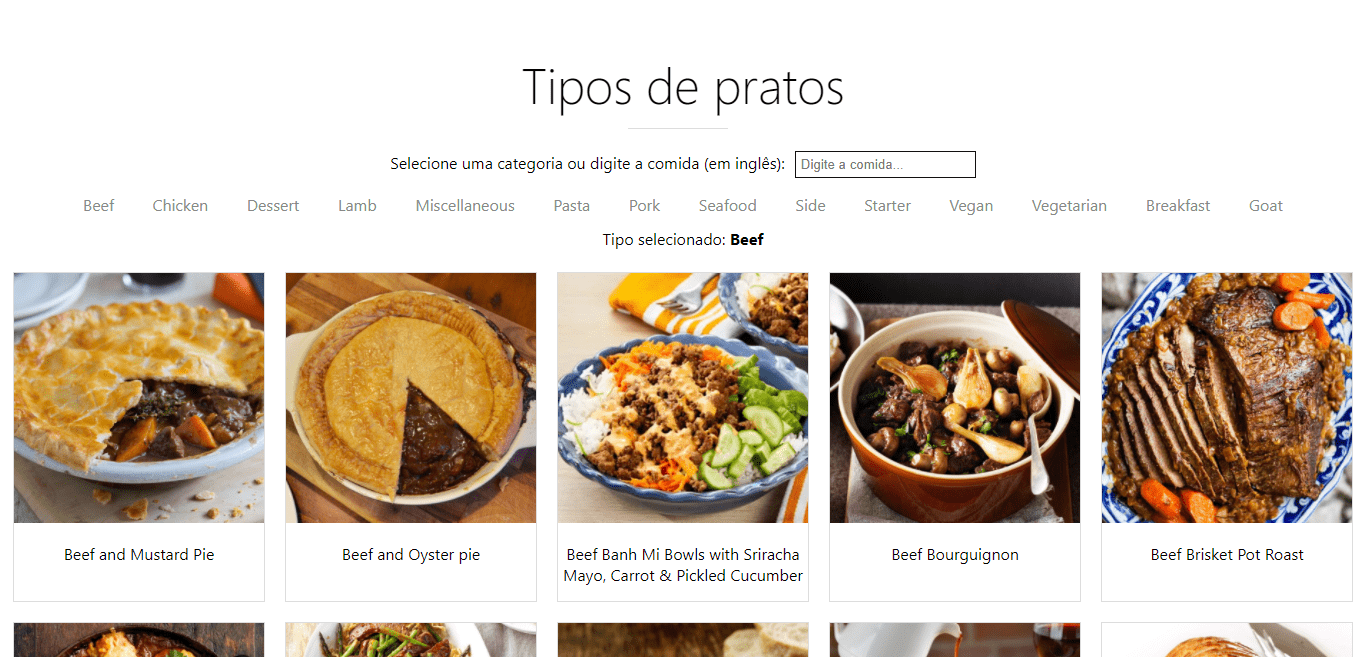 Tipos de pratos
Selecione uma categoria ou digite a comida (em inglês): Digite a comida...
Beef Chicken Dessert Lamb Miscellaneous Pasta Pork Seafood Side Starter Vegan Vegetarian Breakfast Goat
Tipo selecionado: Beef
Beef and Mustard Pie
Beef and Oyster pie
Beef Banh Mi Bowls with Sriracha
Mayo, Carrot & Pickled Cucumber
Beef Bourguignon
Beef Brisket Pot Roast